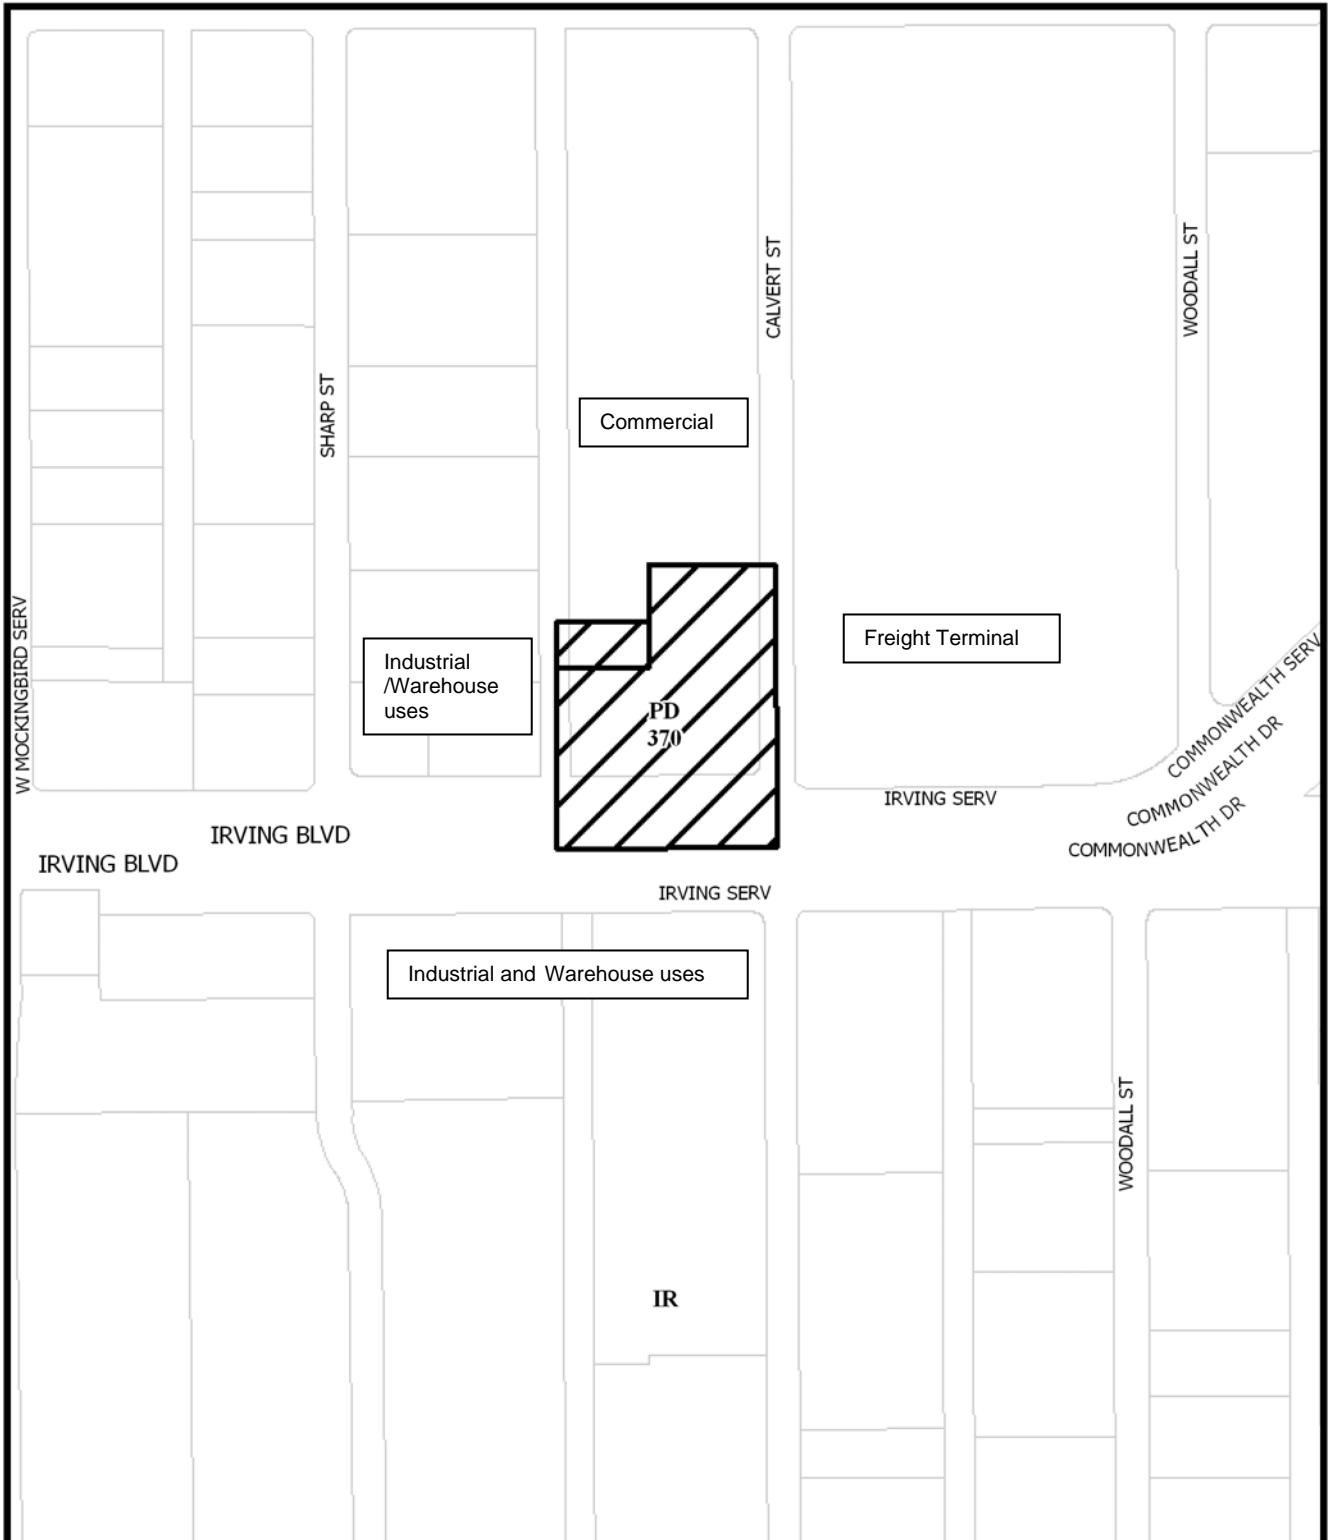 WOODALL ST
CALVERT ST
SHARP ST
Commercial
W MOCKINGBIRD SERV
Industrial
/Warehouse
uses
Freight Terminal
COMMONWEALTH SERV
PD
370
COMMONWEALTH DR
IRVING SERV
COMMONWEALTH DR
IRVING BLVD
IRVING BLVD
IRVING SERV
Industrial and Warehouse uses
WOODALL ST
IR